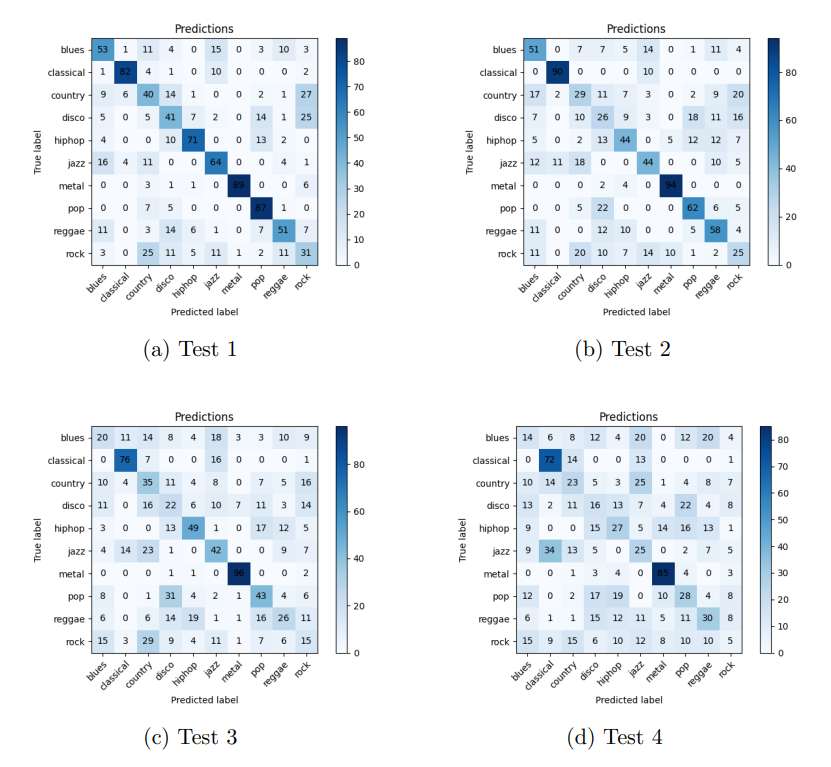 Predictions
blues 53 1 11 4 0 15 0 3 10 3
classical 1 82 4 1 0 10 0 0 0 2
country 9 6 40 14 1 0 0 2 1 27
disco 5 0 5 41 7 2 0 14 1 25
hiphop 4 0 0 10 71 0 0 13 2 0
jazz 16 4 11 0 0 64 0 0 4 1
metal 0 0 3 1 1 0 89 0 0 6
pop 0 0 7 5 0 0 0 87 1 0
reggae 11 0 3 14 6 1 0 7 51 7
rock 3 0 25 11 5 11 1 2 11 31
True label
blues classical country disco hiphop jazz metal pop reggae rock
Predicted label
80
70
60
50
40
30
20
10
0
(a) Test 1
Predictions
blues 51 0 7 7 5 14 0 1 11 4
classical 0 90 0 0 0 10 0 0 0 0
country 17 2 29 11 7 3 0 2 9 20
disco 7 0 10 26 9 3 0 18 11 16
hiphop 5 0 2 13 44 0 5 12 12 7
jazz 12 11 18 0 0 44 0 0 10 5
metal 0 0 0 2 4 0 94 0 0 0
pop 0 0 5 22 0 0 0 62 6 5
reggae 11 0 0 12 10 0 0 5 58 4
rock 11 0 20 10 7 14 10 1 2 25
True label
blues classical country disco hiphop jazz metal pop reggae rock
Predicted label
80
60
40
20
0
(b) Test 2
Predictions
blues 20 11 14 8 4 18 3 3 10 9
classical 0 76 7 0 0 16 0 0 0 1
country 10 4 35 11 4 8 0 7 5 16
disco 11 0 16 22 6 10 7 11 3 14
hiphop 3 0 0 13 49 1 0 17 12 5
jazz 4 14 23 1 0 42 0 0 9 7
metal 0 0 0 1 1 0 96 0 0 2
pop 8 0 1 31 4 2 1 43 4 6
reggae 6 0 6 14 19 1 1 16 26 11
rock 15 3 29 9 4 11 1 7 6 15
True label
blues classical country disco hiphop jazz metal pop reggae rock
Predicted label
80
60
40
20
0
(c) Test 3
Predictions
blues 14 6 8 12 4 20 0 12 20 4
classical 0 72 14 0 0 13 0 0 0 1
country 10 14 23 5 3 25 1 4 8 7
disco 13 2 11 16 13 7 4 22 4 8
hiphop 9 0 0 15 27 5 14 16 13 1
jazz 9 34 13 5 0 25 0 2 7 5
metal 0 0 1 3 4 0 85 4 0 3
pop 12 0 2 17 19 0 10 28 4 8
reggae 6 1 1 15 12 11 5 11 30 8
rock 15 9 15 6 10 12 8 10 10 5
True label
blues classical country disco hiphop jazz metal pop reggae rock
Predicted label
80
70
60
50
40
30
20
10
0
(d) Test 4